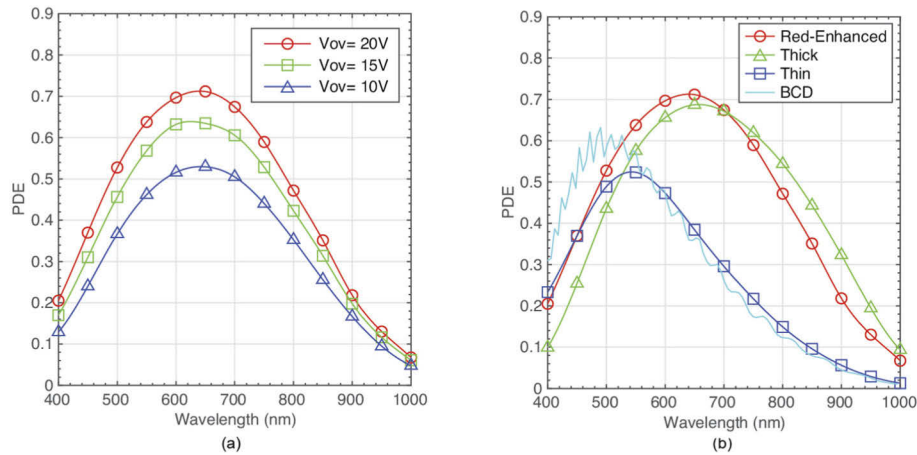 0.9
0.8
0.7
0.6
0.5
0.4
0.3
0.2
0.1
0
PDE
400 500 600 700 800 900 1000
Wavelength (nm)
Vov= 20V
Vov= 15V
Vov= 10V
(a)
0.9
0.8
0.7
0.6
0.5
0.4
0.3
0.2
0.1
0
PDE
400 500 600 700 800 900 1000
Wavelength (nm)
Red-Enhanced
Thick
Thin
BCD
(b)